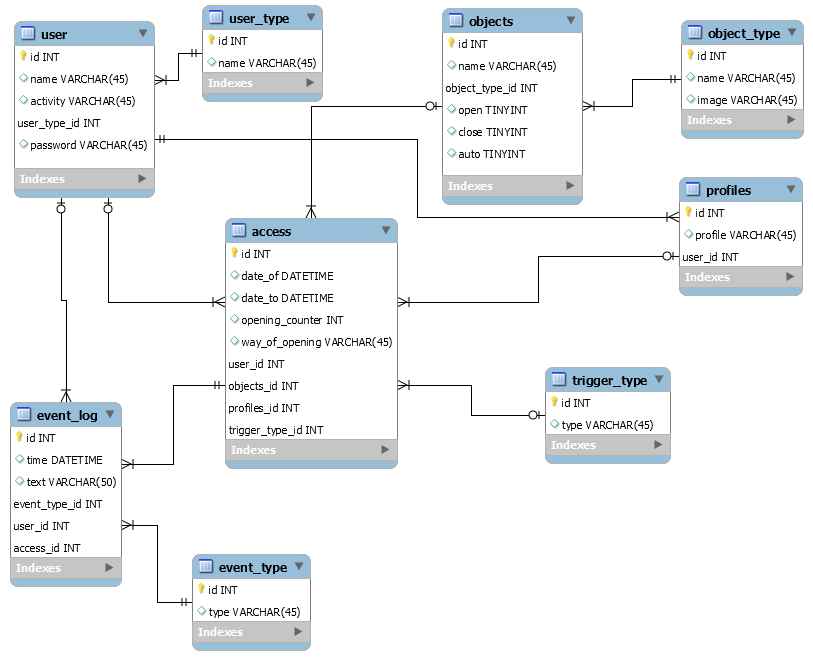 user
id INT
name VARCHAR(45)
activity VARCHAR(45)
user_type_id INT
password VARCHAR(45)
Indexes
user_type
id INT
name VARCHAR(45)
Indexes
objects
id INT
name VARCHAR(45)
object_type_id INT
open TINYINT
close TINYINT
auto TINYINT
Indexes
object_type
id INT
name VARCHAR(45)
image VARCHAR(45)
Indexes
profiles
id INT
profile VARCHAR(45)
user_id INT
Indexes
access
id INT
date_of DATETIME
date_to DATETIME
opening_counter INT
way_of_opening VARCHAR(45)
user_id INT
objects_id INT
profiles_id INT
trigger_type_id INT
Indexes
trigger_type
id INT
type VARCHAR(45)
Indexes
event_log
id INT
time DATETIME
text VARCHAR(50)
event_type_id INT
user_id INT
access_id INT
Indexes
event_type
id INT
type VARCHAR(45)
Indexes